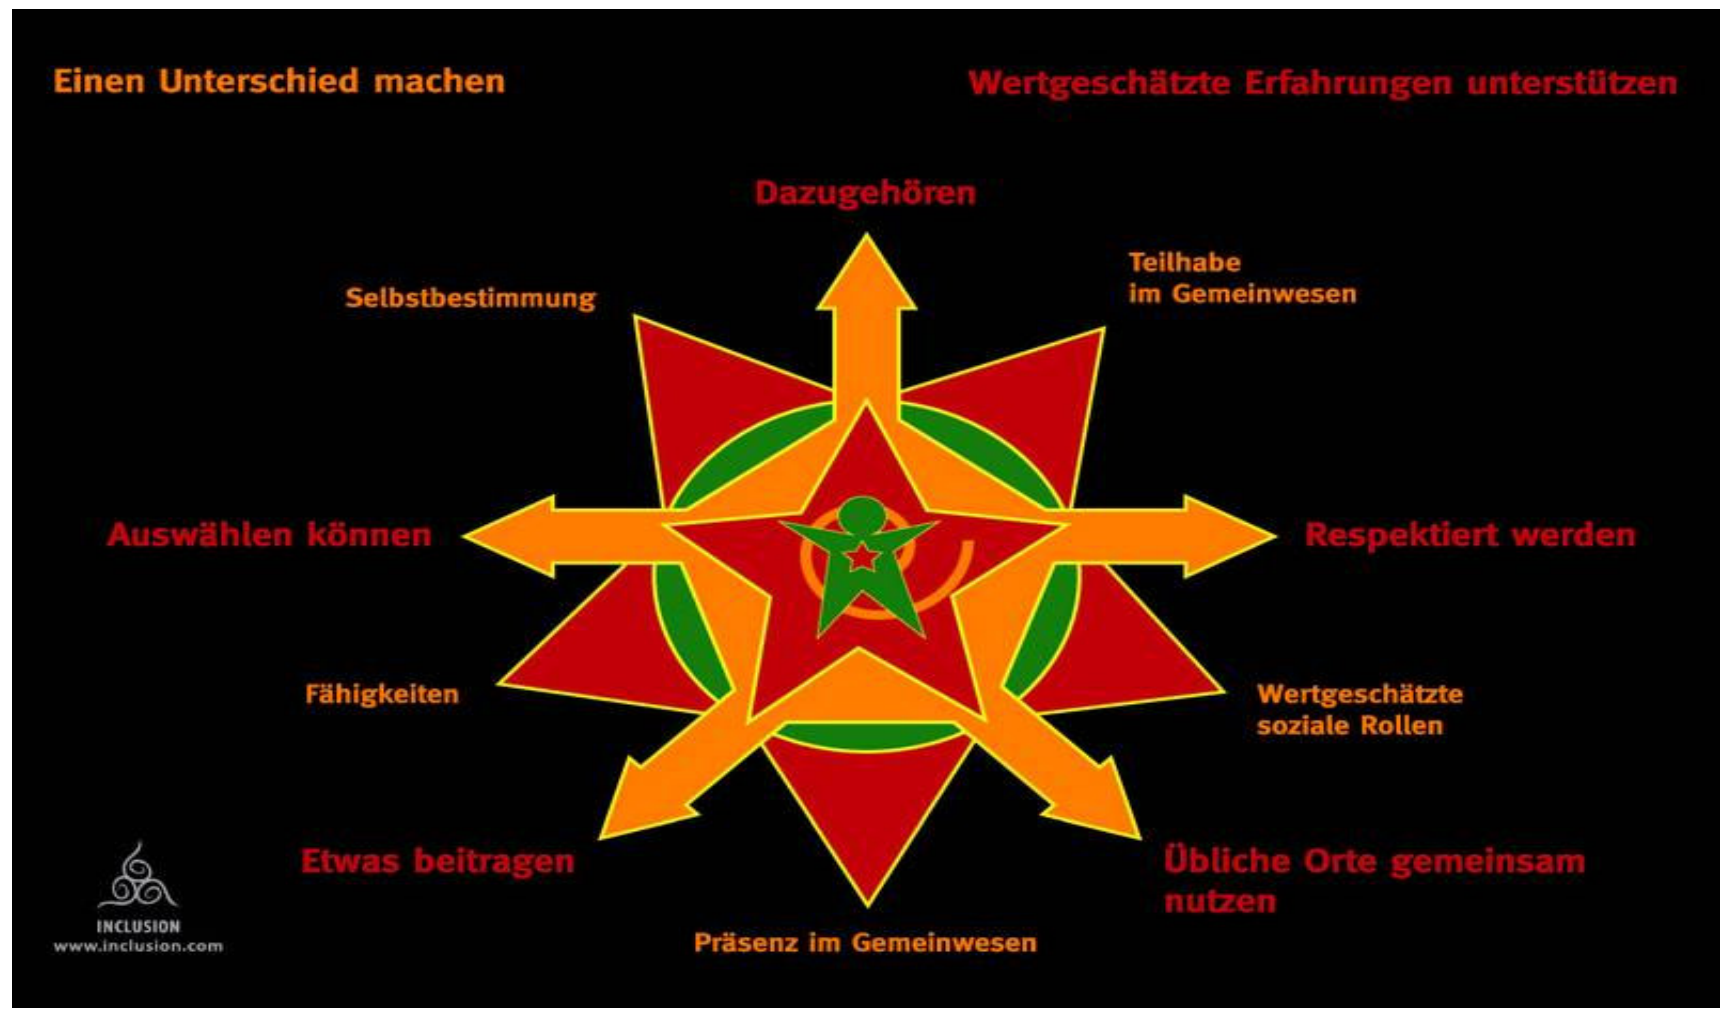 Einen Unterschied machen
Wertgeschätzte Erfahrungen unterstützen
Dazugehören
Teilhabe
im Gemeinwesen
Selbstbestimmung
Auswählen können
Respektiert werden
Fähigkeiten
Wertgeschätzte
soziale Rollen
Etwas beitragen
Übliche Orte gemeinsam
nutzen
INCLUSION
www.inclusion.com
Präsenz im Gemeinwesen